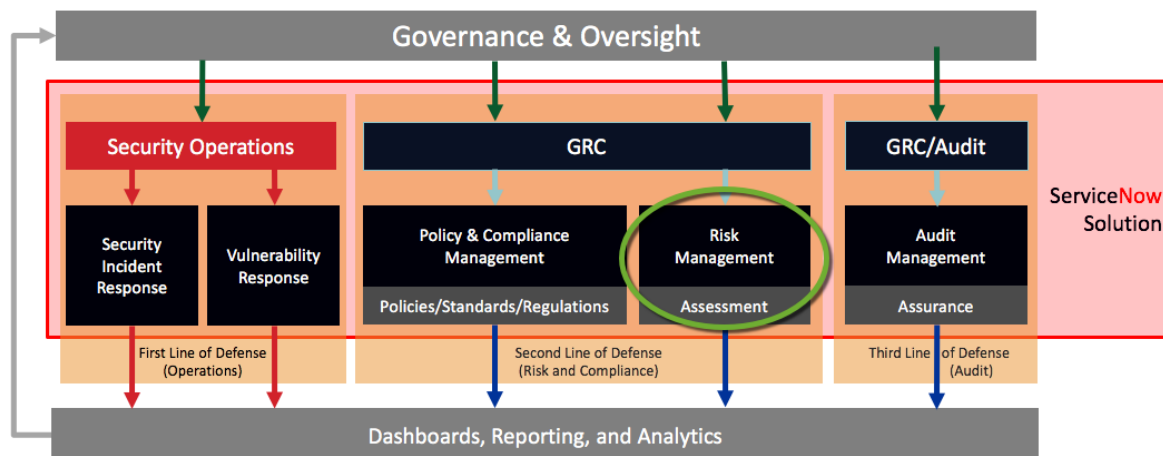 Governance & Oversight
Security Operations
GRC
GRC/Audit
ServiceNow
Solution
Security
Incident
Response
Vulnerability
Response
Policy & Compliance
Management
Risk
Management
Audit
Management
Policies/Standards/Regulations
Assessment
Assurance
First Line of Defense
(Operations)
Second Line of Defense
(Risk and Compliance)
Third Line of Defense
(Audit)
Dashboards, Reporting, and Analytics